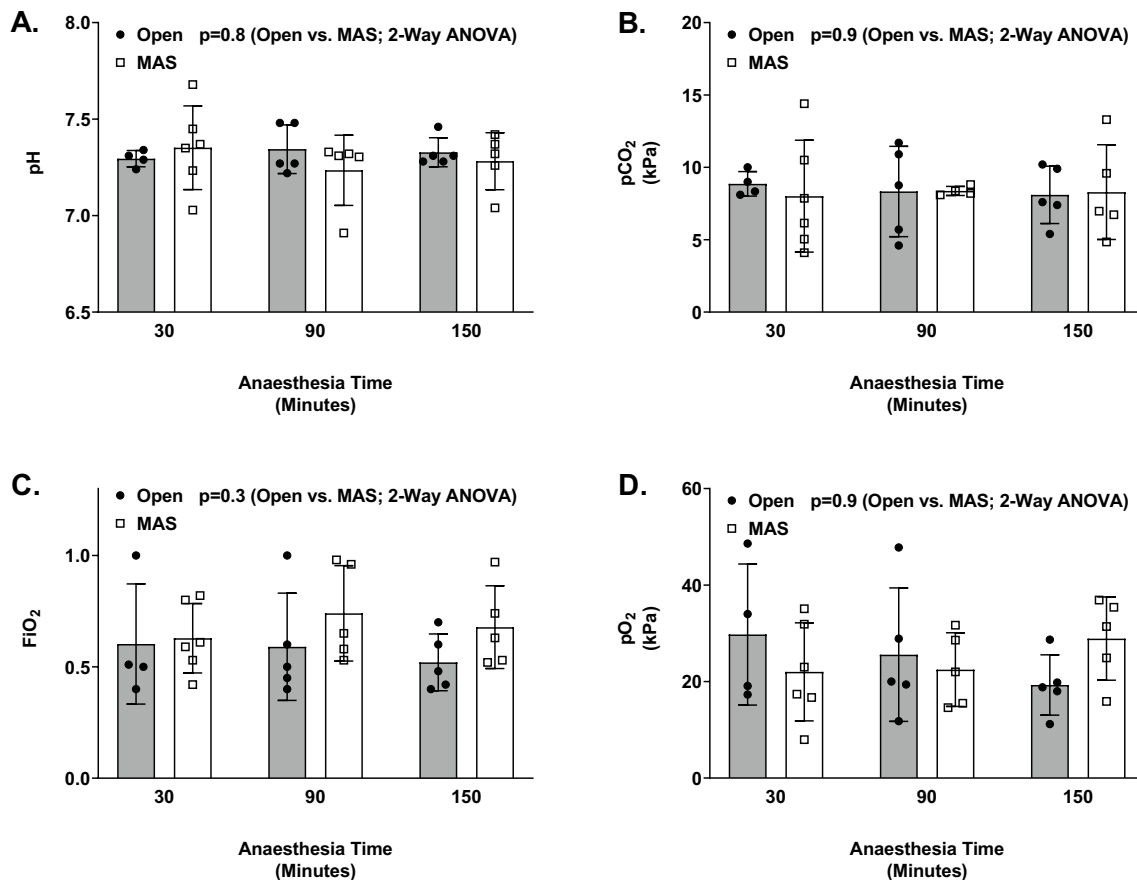 A.
8.0
7.5
7.0
6.5
pH
Open p=0.8 (Open vs. MAS; 2-Way ANOVA)
MAS
30 90 150
Anaesthesia Time
(Minutes)
B.
20
15
10
5
0
pCO₂
(kPa)
Open p=0.9 (Open vs. MAS; 2-Way ANOVA)
MAS
30 90 150
Anaesthesia Time
(Minutes)
C.
1.0
0.5
0.0
FiO₂
Open p=0.3 (Open vs. MAS; 2-Way ANOVA)
MAS
30 90 150
Anaesthesia Time
(Minutes)
D.
60
40
20
0
pO₂
(kPa)
Open p=0.9 (Open vs. MAS; 2-Way ANOVA)
MAS
30 90 150
Anaesthesia Time
(Minutes)